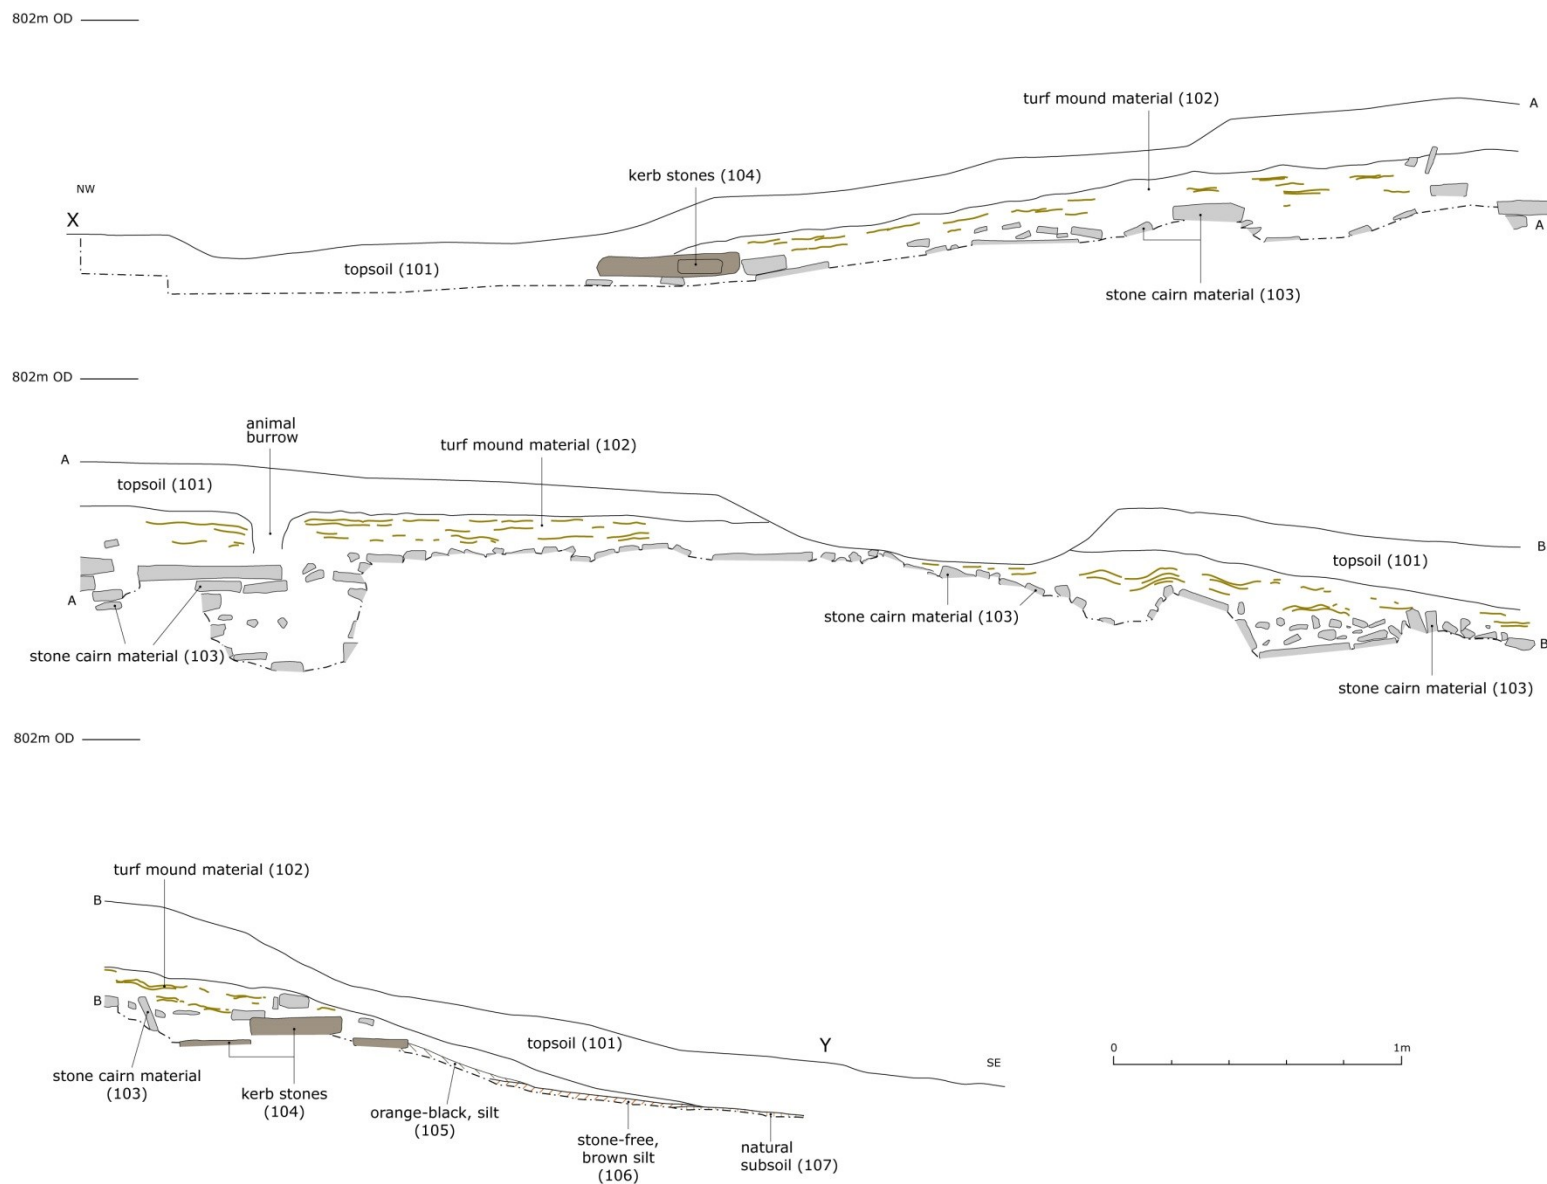 802m OD
turf mound material (102)
A
kerb stones (104)
NW
X
A
topsoil (101)
stone cairn material (103)
802m OD
animal
burrow
turf mound material (102)
A
topsoil (101)
B
topsoil (101)
A
stone cairn material (103)
B
stone cairn material (103)
stone cairn material (103)
802m OD
turf mound material (102)
B
B
topsoil (101)
Y
SE
0
1m
stone cairn material
(103)
kerb stones
(104)
orange-black, silt
(105)
stone-free,
brown silt
(106)
natural
subsoil (107)